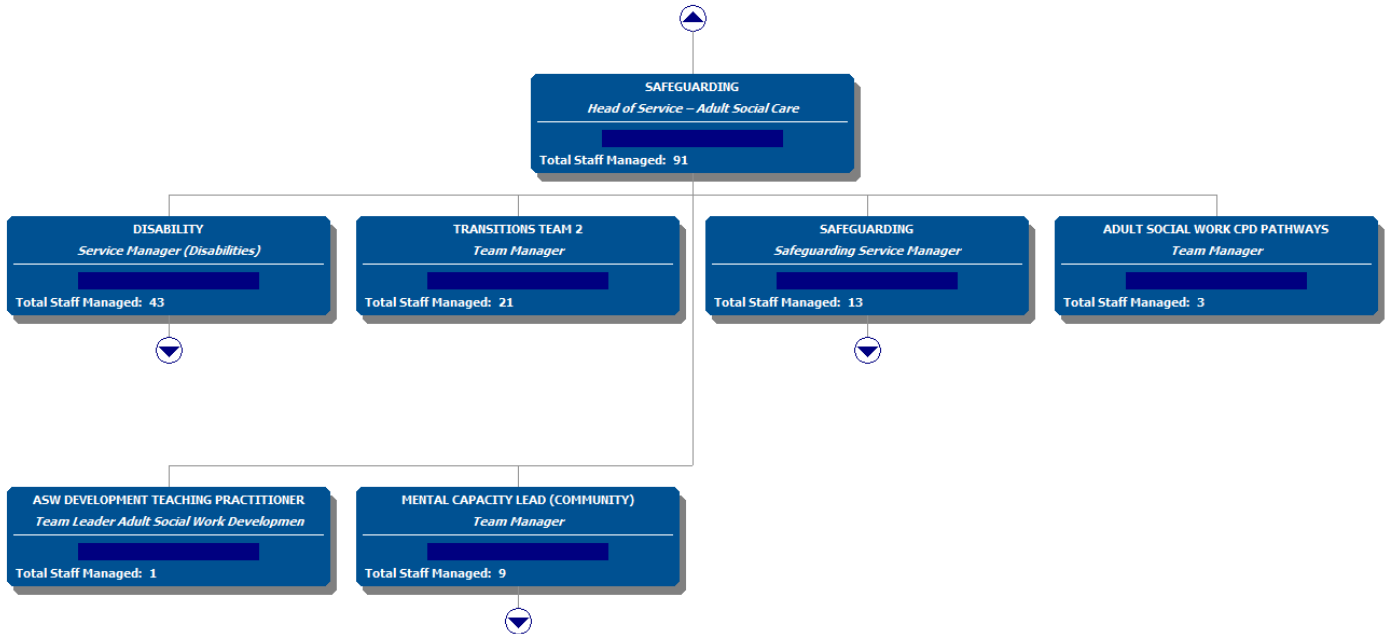 SAFEGUARDING
Head of Service – Adult Social Care
Total Staff Managed: 91
DISABILITY
Service Manager (Disabilities)
Total Staff Managed: 43
TRANSITIONS TEAM 2
Team Manager
Total Staff Managed: 21
SAFEGUARDING
Safeguarding Service Manager
Total Staff Managed: 13
ADULT SOCIAL WORK CPD PATHWAYS
Team Manager
Total Staff Managed: 3
ASW DEVELOPMENT TEACHING PRACTITIONER
Team Leader Adult Social Work Developmen
Total Staff Managed: 1
MENTAL CAPACITY LEAD (COMMUNITY)
Team Manager
Total Staff Managed: 9